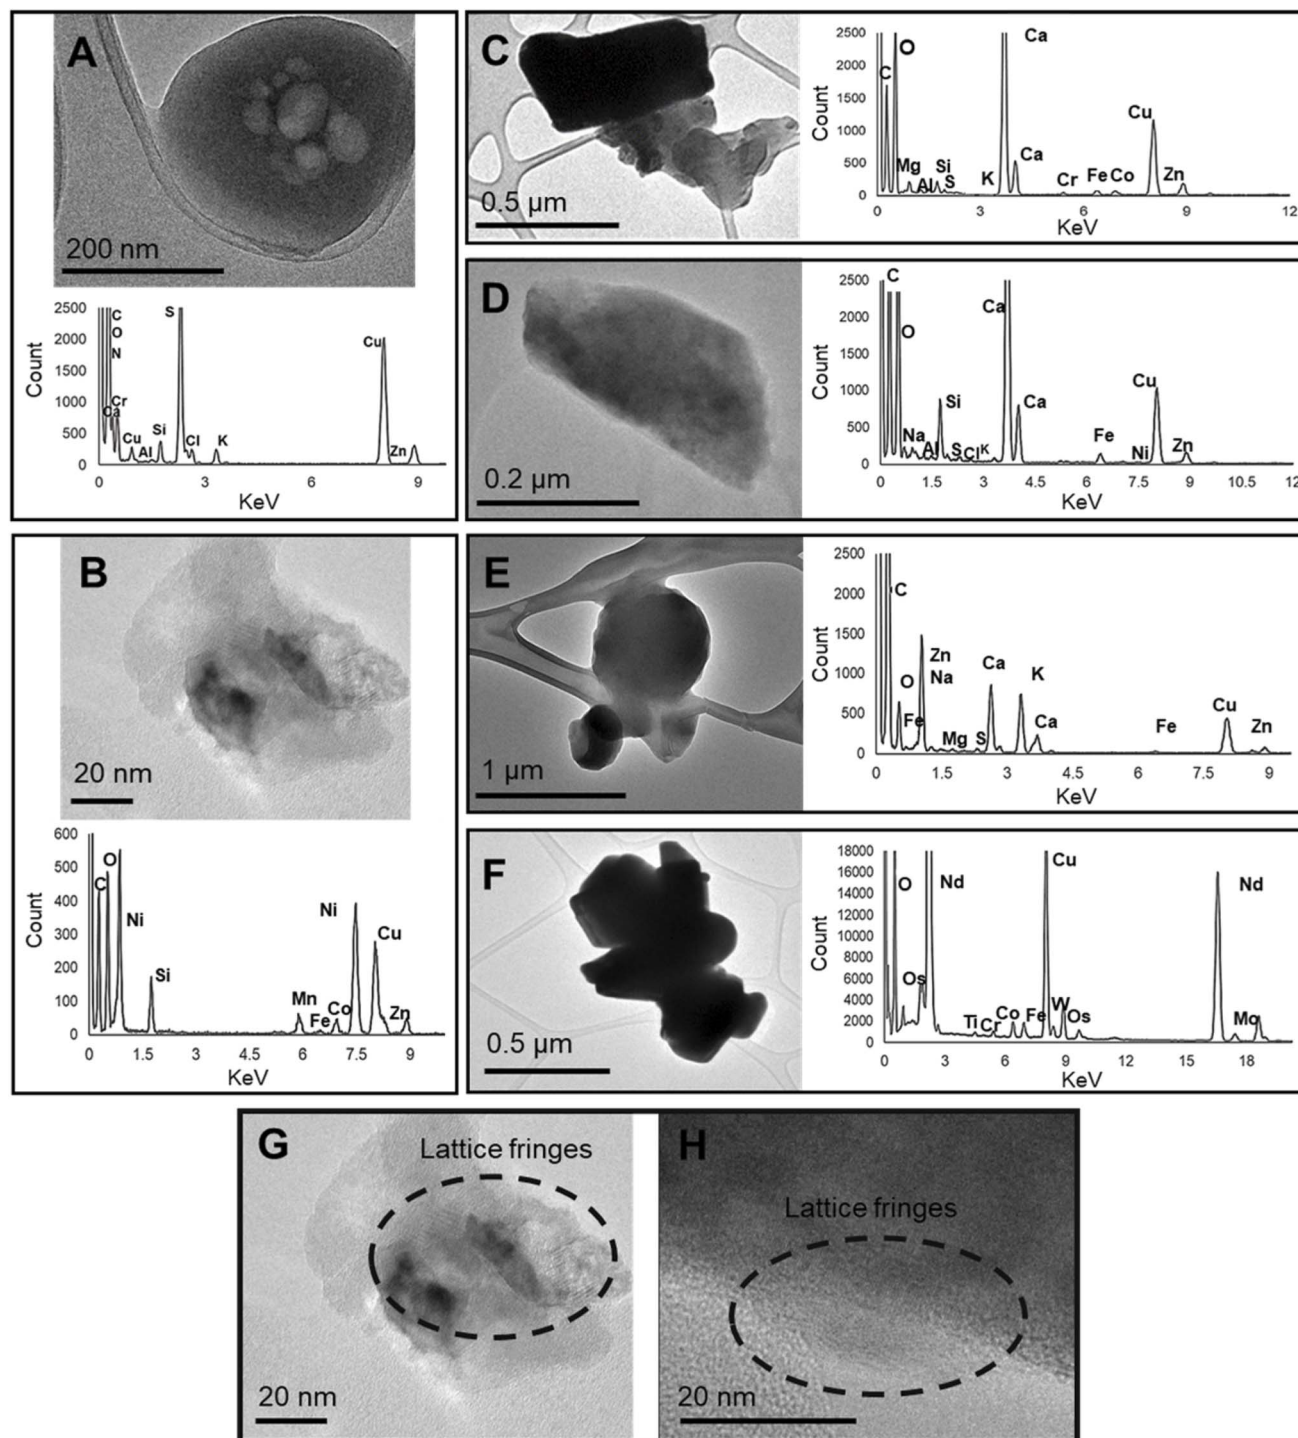 A
200 nm
2500
2000
1500
1000
500
0
Count
C
O
N
Cr
Ca
Cu
Al
Si
S
Cl
K
Cu
Zn
0 3 6 9
KeV
B
20 nm
600
500
400
300
200
100
0
Count
C
O
Ni
Si
Mn
Fe
Co
Ni
Cu
Zn
0 1.5 3 4.5 6 7.5 9
KeV
C
0.5 µm
2500
2000
1500
1000
500
0
Count
C
O
Mg
Al
Si
S
K
Ca
Ca
Cr
Fe Co
Cu
Zn
0 3 6 9 12
KeV
D
0.2 µm
2500
2000
1500
1000
500
0
Count
C
O
Na
Al
Si
S
Cl
K
Ca
Ca
Fe
Ni
Cu
Zn
0 1.5 3 4.5 6 7.5 9 10.5 12
KeV
E
1 µm
2500
2000
1500
1000
500
0
Count
C
O
Fe
Zn
Na
Mg
S
Ca
K
Ca
Fe
Cu
Zn
0 1.5 3 4.5 6 7.5 9
KeV
F
0.5 µm
18000
16000
14000
12000
10000
8000
6000
4000
2000
0
Count
O
Os
Nd
Ti
Cr
Co
Fe
Cu
W
Os
Nd
Mo
0 3 6 9 12 15 18
KeV
G
Lattice fringes
20 nm
H
Lattice fringes
20 nm